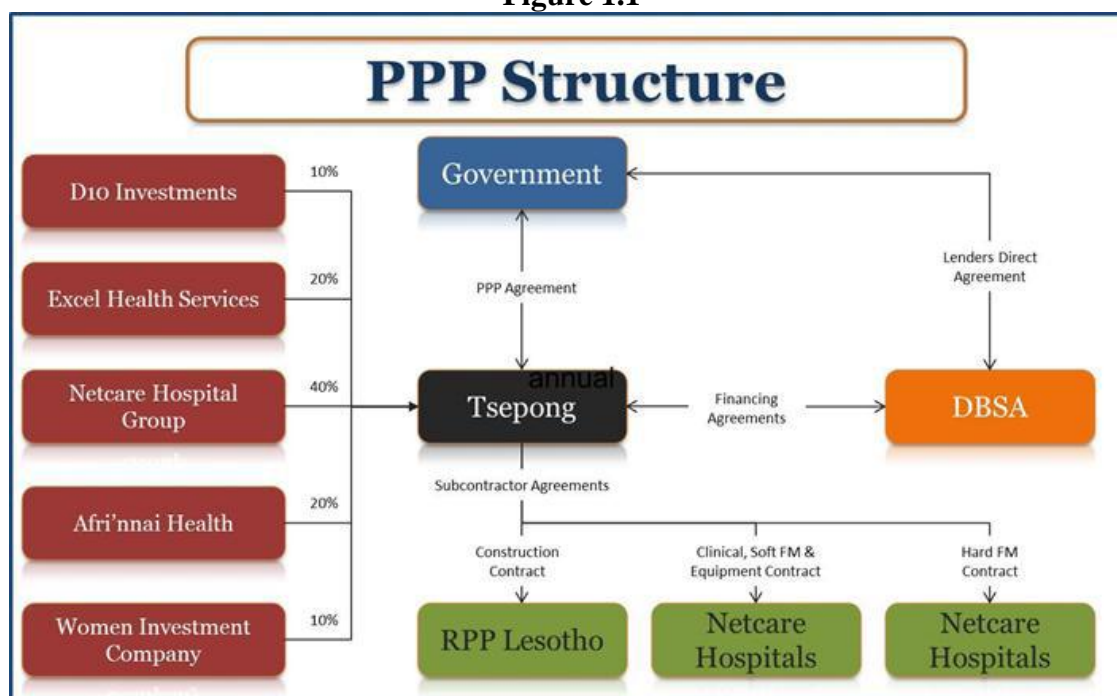 Figure 1.1
PPP Structure
D10 Investments
10%
Excel Health Services
20%
Netcare Hospital
Group
40%
Afri'nnai Health
20%
Women Investment
Company
10%
Government
PPP Agreement
Lenders Direct
Agreement
annual
Tsepong
Financing
Agreements
DBSA
Subcontractor Agreements
Construction
Contract
Clinical, Soft FM &
Equipment Contract
Hard FM
Contract
RPP Lesotho
Netcare
Hospitals
Netcare
Hospitals